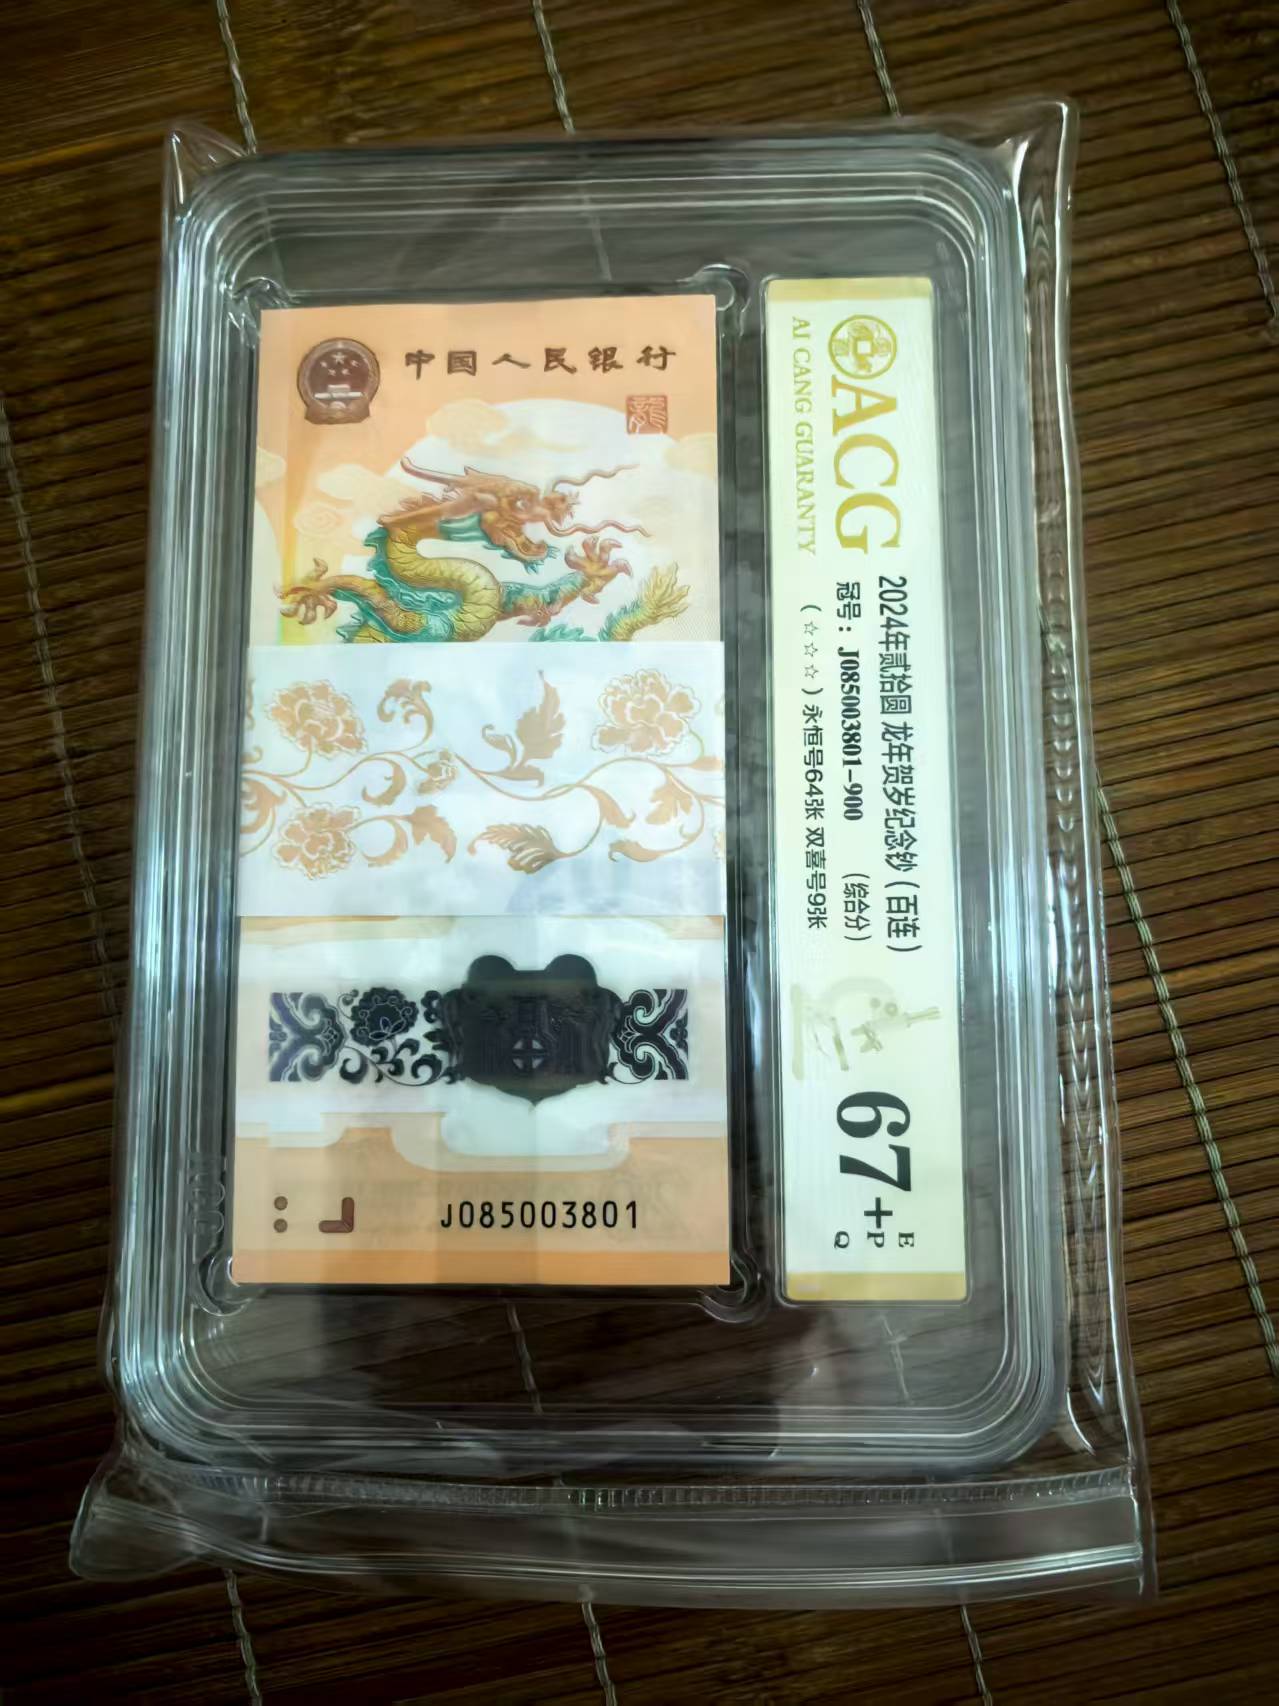 中国人民银行
龍
J085003801
ACG
AI CANG GUARANTY
2024年贰拾圆 龙年贺岁纪念钞（百连）
冠号：J085003801-900 （综合分）
（☆☆☆）永恒号64张 双喜号9张
67+
E
P
Q